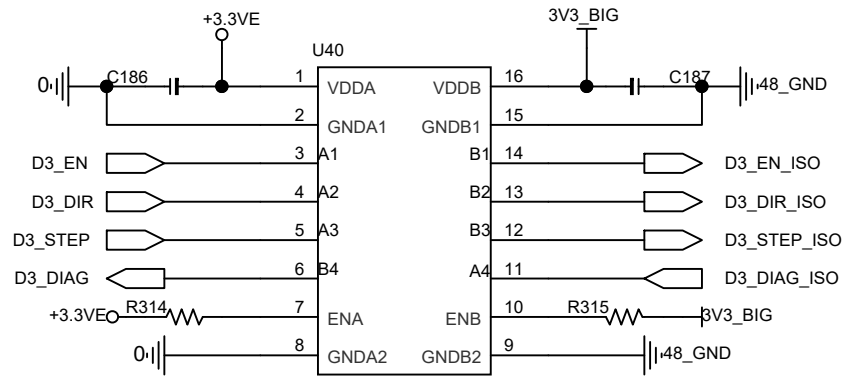 +3.3VE 3V3_BIG
U40
0 C186 1 VDDA VDDB 16 C187 48_GND
2 GNDA1 GNDB1 15
D3_EN 3 A1 B1 14 D3_EN_ISO
D3_DIR 4 A2 B2 13 D3_DIR_ISO
D3_STEP 5 A3 B3 12 D3_STEP_ISO
D3_DIAG 6 B4 A4 11 D3_DIAG_ISO
+3.3VE R314 7 ENA ENB 10 R315 3V3_BIG
0 8 GNDA2 GNDB2 9 48_GND